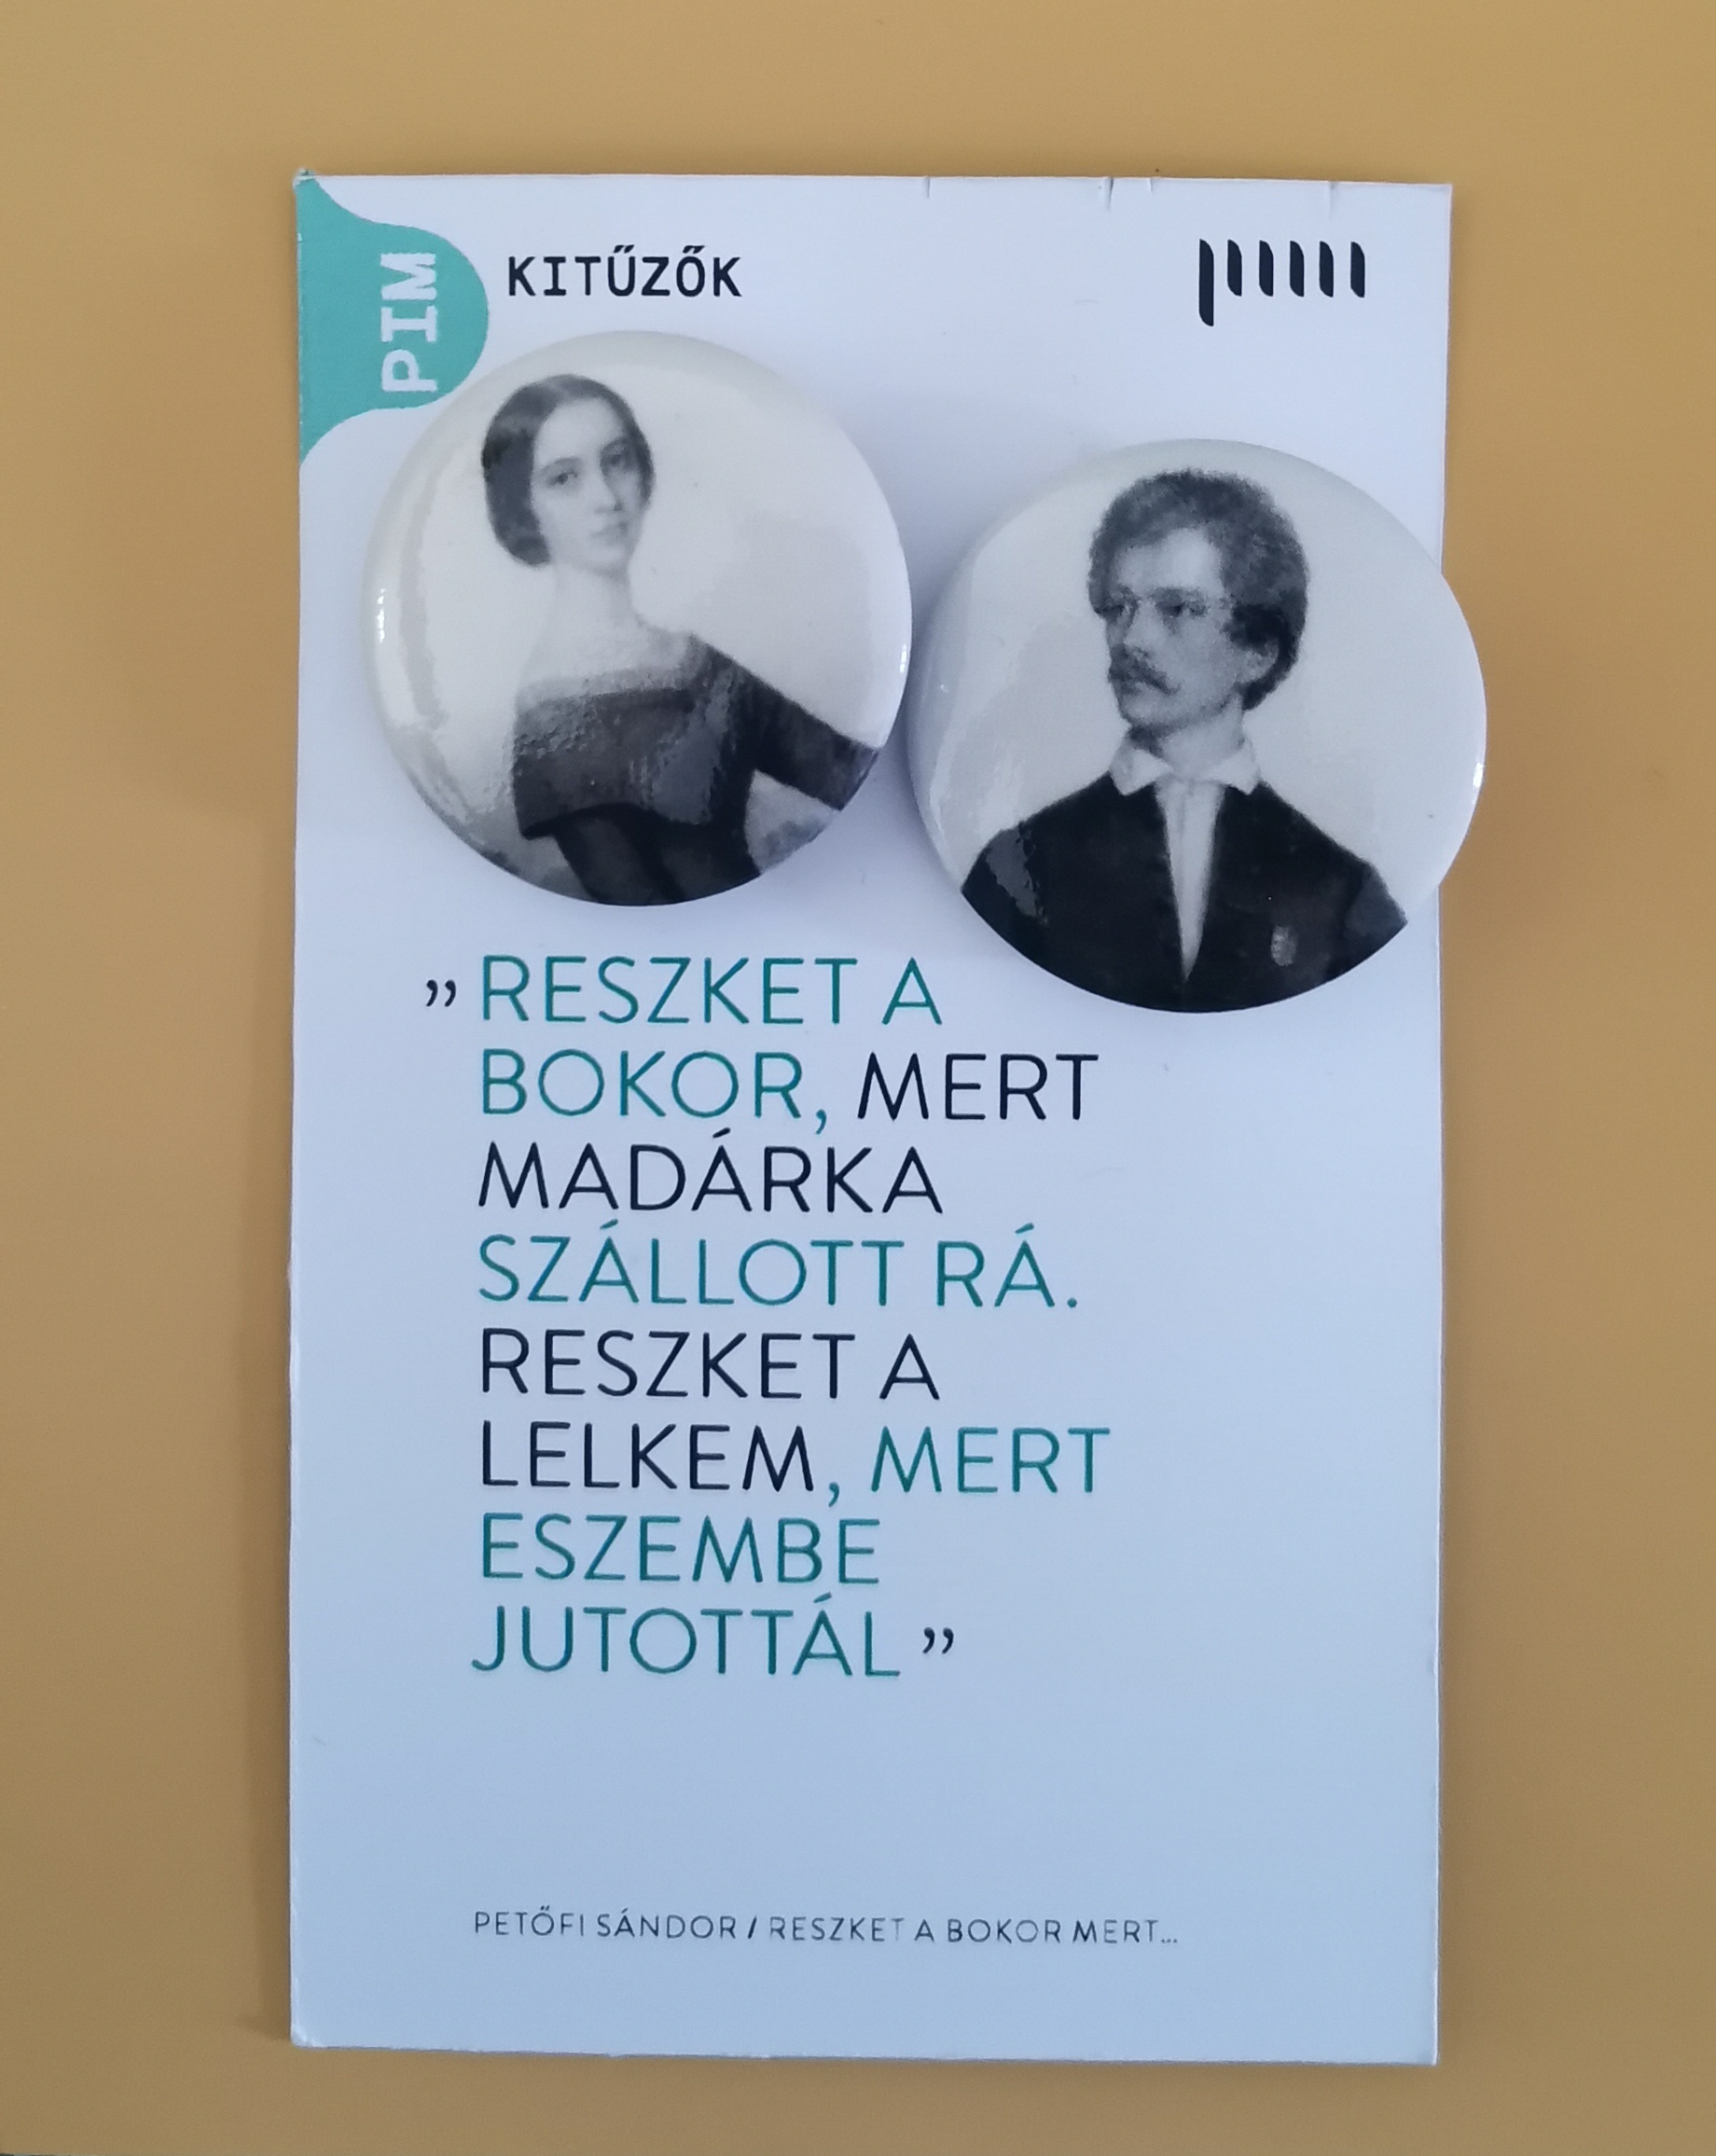 PIM
KITŰZŐK
” RESZKET A
BOKOR, MERT
MADÁRKA
SZÁLLOTT RÁ.
RESZKET A
LELKEM, MERT
ESZEMBE
JUTOTTÁL ”
PETŐFI SÁNDOR / RESZKET A BOKOR MERT...